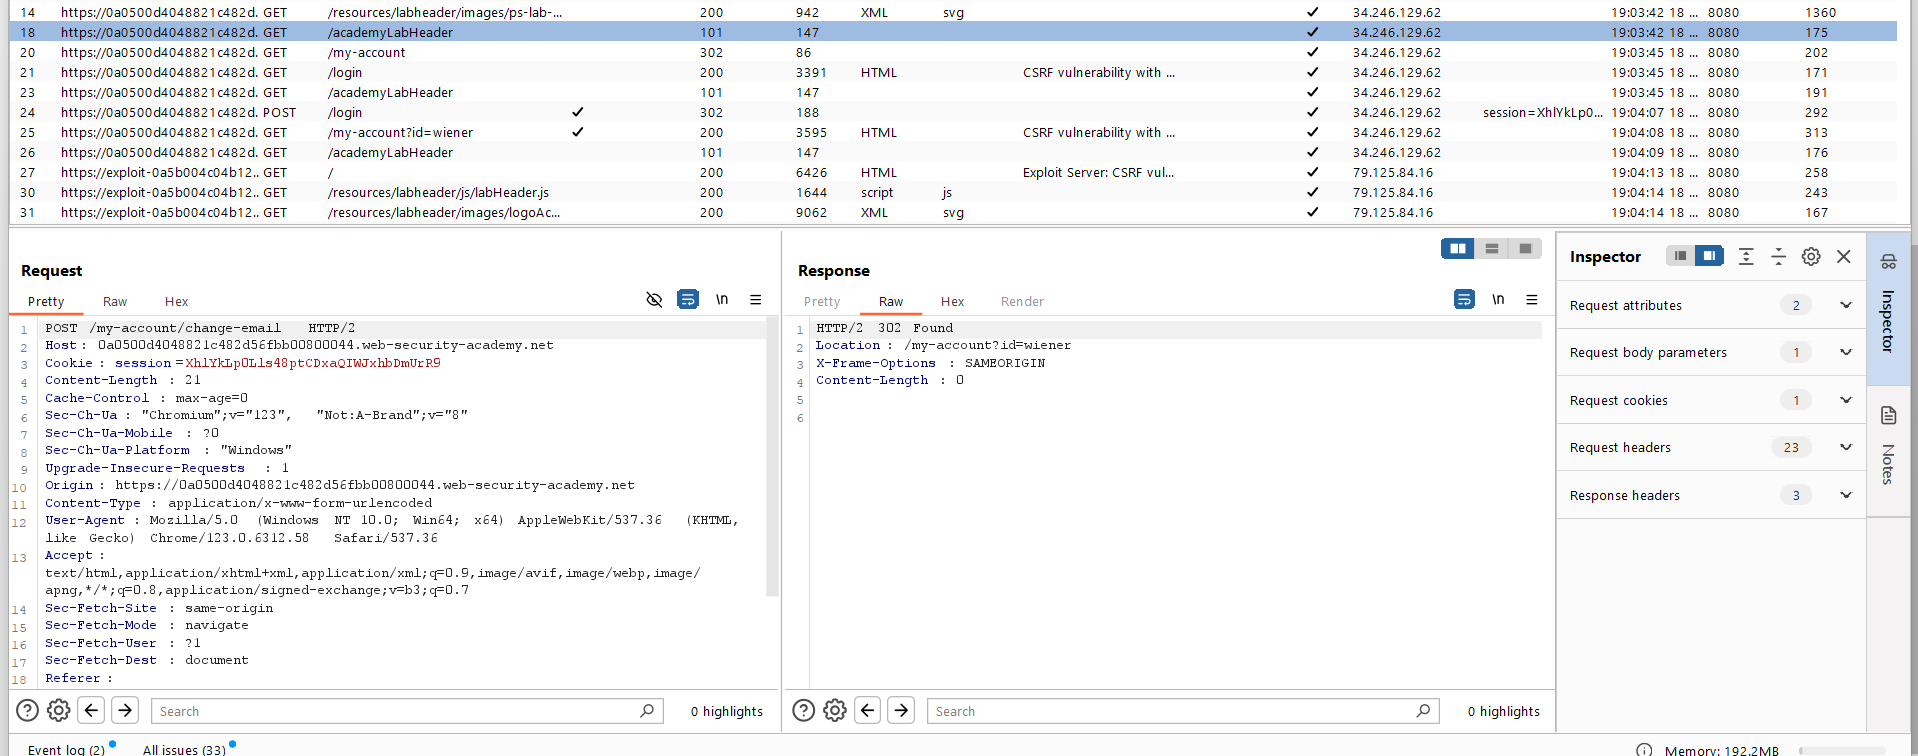 14 https://0a0500d4048821c482d. GET /resources/labheader/images/ps-lab-... 200 942 XML svg ✓ 34.246.129.62 19:03:42 18 ... 8080 1360
18 https://0a0500d4048821c482d. GET /academyLabHeader 101 147 ✓ 34.246.129.62 19:03:42 18 ... 8080 175
20 https://0a0500d4048821c482d. GET /my-account 302 86 ✓ 34.246.129.62 19:03:45 18 ... 8080 202
21 https://0a0500d4048821c482d. GET /login 200 3391 HTML CSRF vulnerability with ... ✓ 34.246.129.62 19:03:45 18 ... 8080 171
23 https://0a0500d4048821c482d. GET /academyLabHeader 101 147 ✓ 34.246.129.62 19:03:45 18 ... 8080 191
24 https://0a0500d4048821c482d. POST /login ✓ 302 188 ✓ 34.246.129.62 session=XhlYkLp0... 19:04:07 18 ... 8080 292
25 https://0a0500d4048821c482d. GET /my-account?id=wiener ✓ 200 3595 HTML CSRF vulnerability with ... ✓ 34.246.129.62 19:04:08 18 ... 8080 313
26 https://0a0500d4048821c482d. GET /academyLabHeader 101 147 ✓ 34.246.129.62 19:04:09 18 ... 8080 176
27 https://exploit-0a5b004c04b12.. GET / 200 6426 HTML Exploit Server: CSRF vul... ✓ 79.125.84.16 19:04:13 18 ... 8080 258
30 https://exploit-0a5b004c04b12.. GET /resources/labheader/js/labHeader.js 200 1644 script js ✓ 79.125.84.16 19:04:14 18 ... 8080 243
31 https://exploit-0a5b004c04b12.. GET /resources/labheader/images/logoAc... 200 9062 XML svg ✓ 79.125.84.16 19:04:14 18 ... 8080 167
Request
Pretty Raw Hex
\n
1 POST /my-account/change-email HTTP/2
2 Host : 0a0500d4048821c482d56fbb00800044.web-security-academy.net
3 Cookie : session =XhlYkLp0Lls48ptCDxaQIWJxhbDmUrR9
4 Content-Length : 21
5 Cache-Control : max-age=0
6 Sec-Ch-Ua : "Chromium";v="123", "Not:A-Brand";v="8"
7 Sec-Ch-Ua-Mobile : ?0
8 Sec-Ch-Ua-Platform : "Windows"
9 Upgrade-Insecure-Requests : 1
10 Origin : https://0a0500d4048821c482d56fbb00800044.web-security-academy.net
11 Content-Type : application/x-www-form-urlencoded
12 User-Agent : Mozilla/5.0 (Windows NT 10.0; Win64; x64) AppleWebKit/537.36 (KHTML,
like Gecko) Chrome/123.0.6312.58 Safari/537.36
13 Accept :
text/html,application/xhtml+xml,application/xml;q=0.9,image/avif,image/webp,image/
apng,*/*;q=0.8,application/signed-exchange;v=b3;q=0.7
14 Sec-Fetch-Site : same-origin
15 Sec-Fetch-Mode : navigate
16 Sec-Fetch-User : ?1
17 Sec-Fetch-Dest : document
18 Referer :
Search
0 highlights
Response
Pretty Raw Hex Render
\n
1 HTTP/2 302 Found
2 Location : /my-account?id=wiener
3 X-Frame-Options : SAMEORIGIN
4 Content-Length : 0
5
6
Search
0 highlights
Inspector
Request attributes 2
Request body parameters 1
Request cookies 1
Request headers 23
Response headers 3
Inspector
Notes
Event log (2) All issues (33)
Memory: 192.2MB